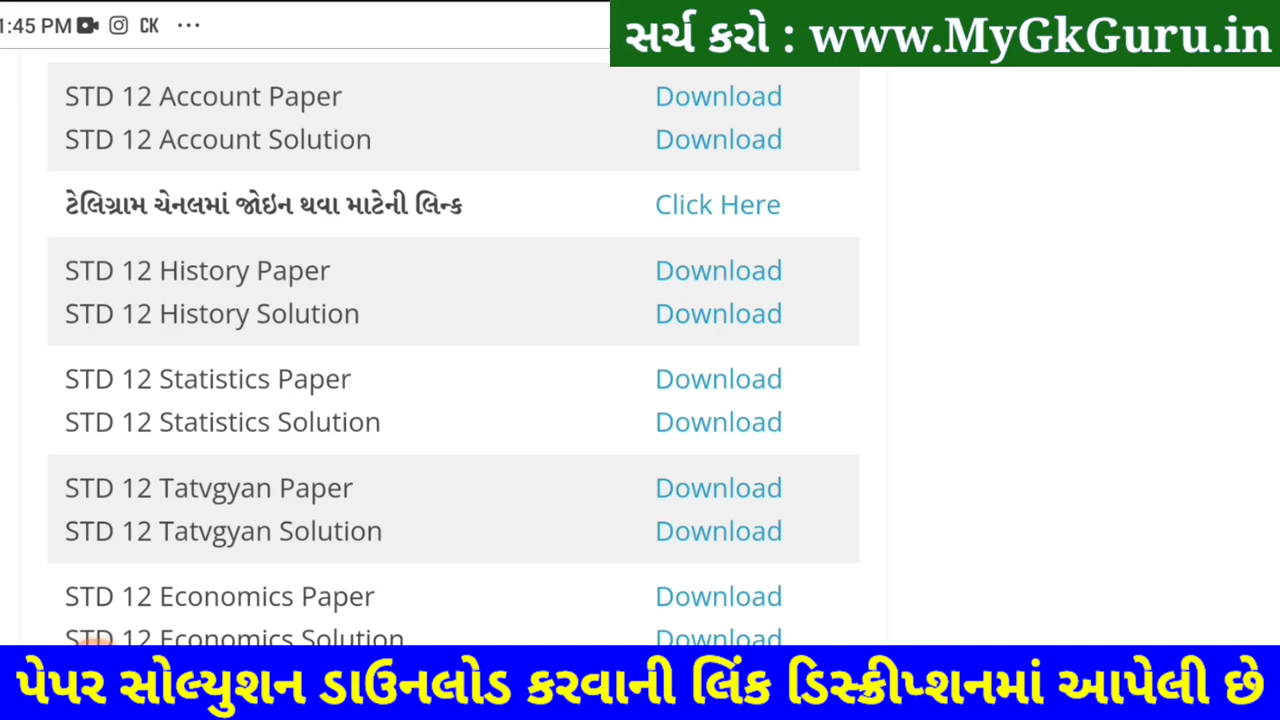 1:45 PM CK ...
સર્ચ કરો : www.MyGkGuru.in
STD 12 Account Paper Download
STD 12 Account Solution Download
ટેલિગ્રામ ચેનલમાં જોઇન થવા માટેની લિન્ક Click Here
STD 12 History Paper Download
STD 12 History Solution Download
STD 12 Statistics Paper Download
STD 12 Statistics Solution Download
STD 12 Tatvgyan Paper Download
STD 12 Tatvgyan Solution Download
STD 12 Economics Paper Download
STD 12 Economics Solution Download
પેપર સોલ્યુશન ડાઉનલોડ કરવાની લિંક ડિસ્ક્રીપ્શનમાં આપેલી છે